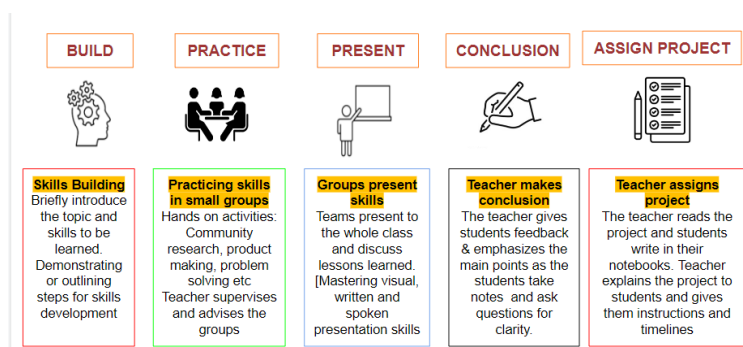 BUILD
PRACTICE
PRESENT
CONCLUSION
ASSIGN PROJECT
Skills Building
Briefly introduce
the topic and
skills to be
learned.
Demonstrating
or outlining
steps for skills
development
Practicing skills
in small groups
Hands on activities:
Community
research, product
making, problem
solving etc
Teacher supervises
and advises the
groups
Groups present
skills
Teams present to
the whole class
and discuss
lessons learned.
[Mastering visual,
written and
spoken
presentation skills
Teacher makes
conclusion
The teacher gives
students feedback
& emphasizes the
main points as the
students take
notes and ask
questions for
clarity.
Teacher assigns
project
The teacher reads the
project and students
write in their
notebooks. Teacher
explains the project to
students and gives
them instructions and
timelines